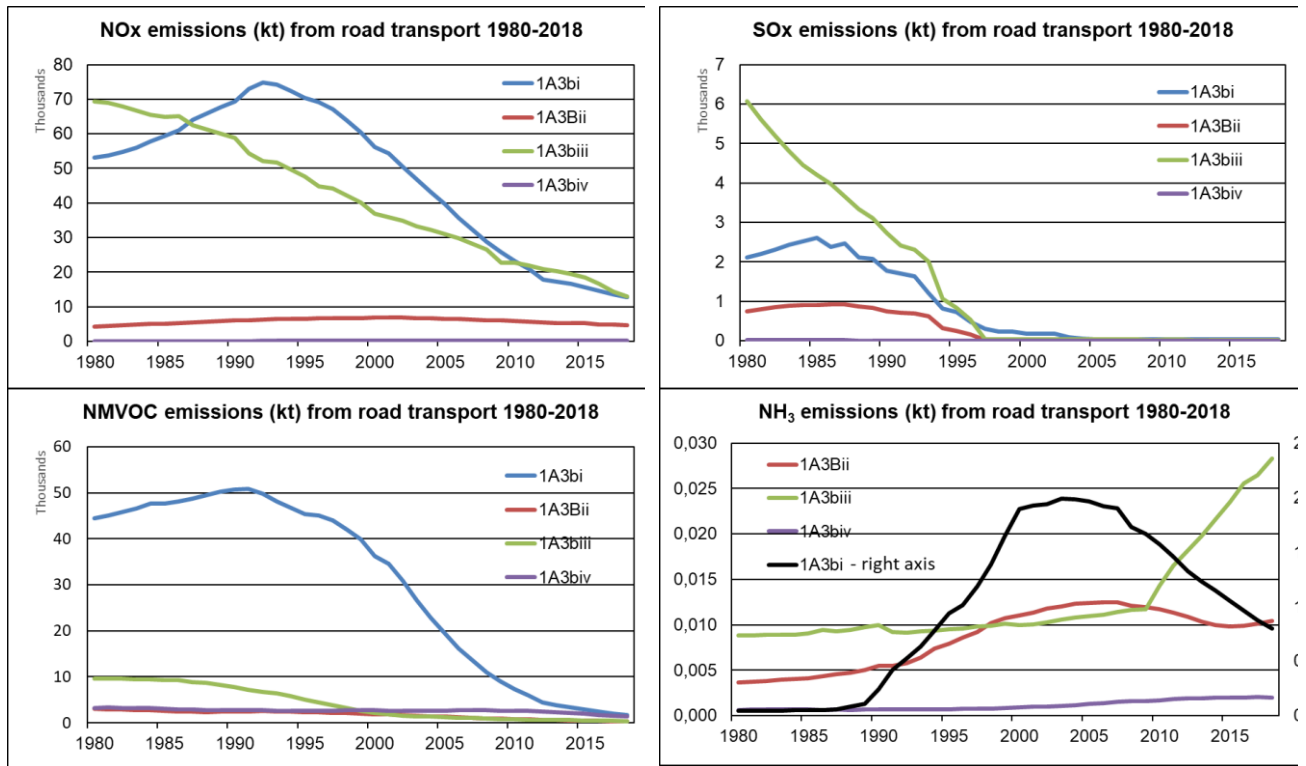 NOx emissions (kt) from road transport 1980-2018
Thousands
80
70
60
50
40
30
20
10
0
1A3bi
1A3Bii
1A3biii
1A3biv
1980 1985 1990 1995 2000 2005 2010 2015
SOx emissions (kt) from road transport 1980-2018
Thousands
7
6
5
4
3
2
1
0
1A3bi
1A3Bii
1A3biii
1A3biv
1980 1985 1990 1995 2000 2005 2010 2015
NMVOC emissions (kt) from road transport 1980-2018
Thousands
60
50
40
30
20
10
0
1A3bi
1A3Bii
1A3biii
1A3biv
1980 1985 1990 1995 2000 2005 2010 2015
NH₃ emissions (kt) from road transport 1980-2018
0,030
0,025
0,020
0,015
0,010
0,005
0,000
1A3Bii
1A3biii
1A3biv
1A3bi - right axis
1980 1985 1990 1995 2000 2005 2010 2015